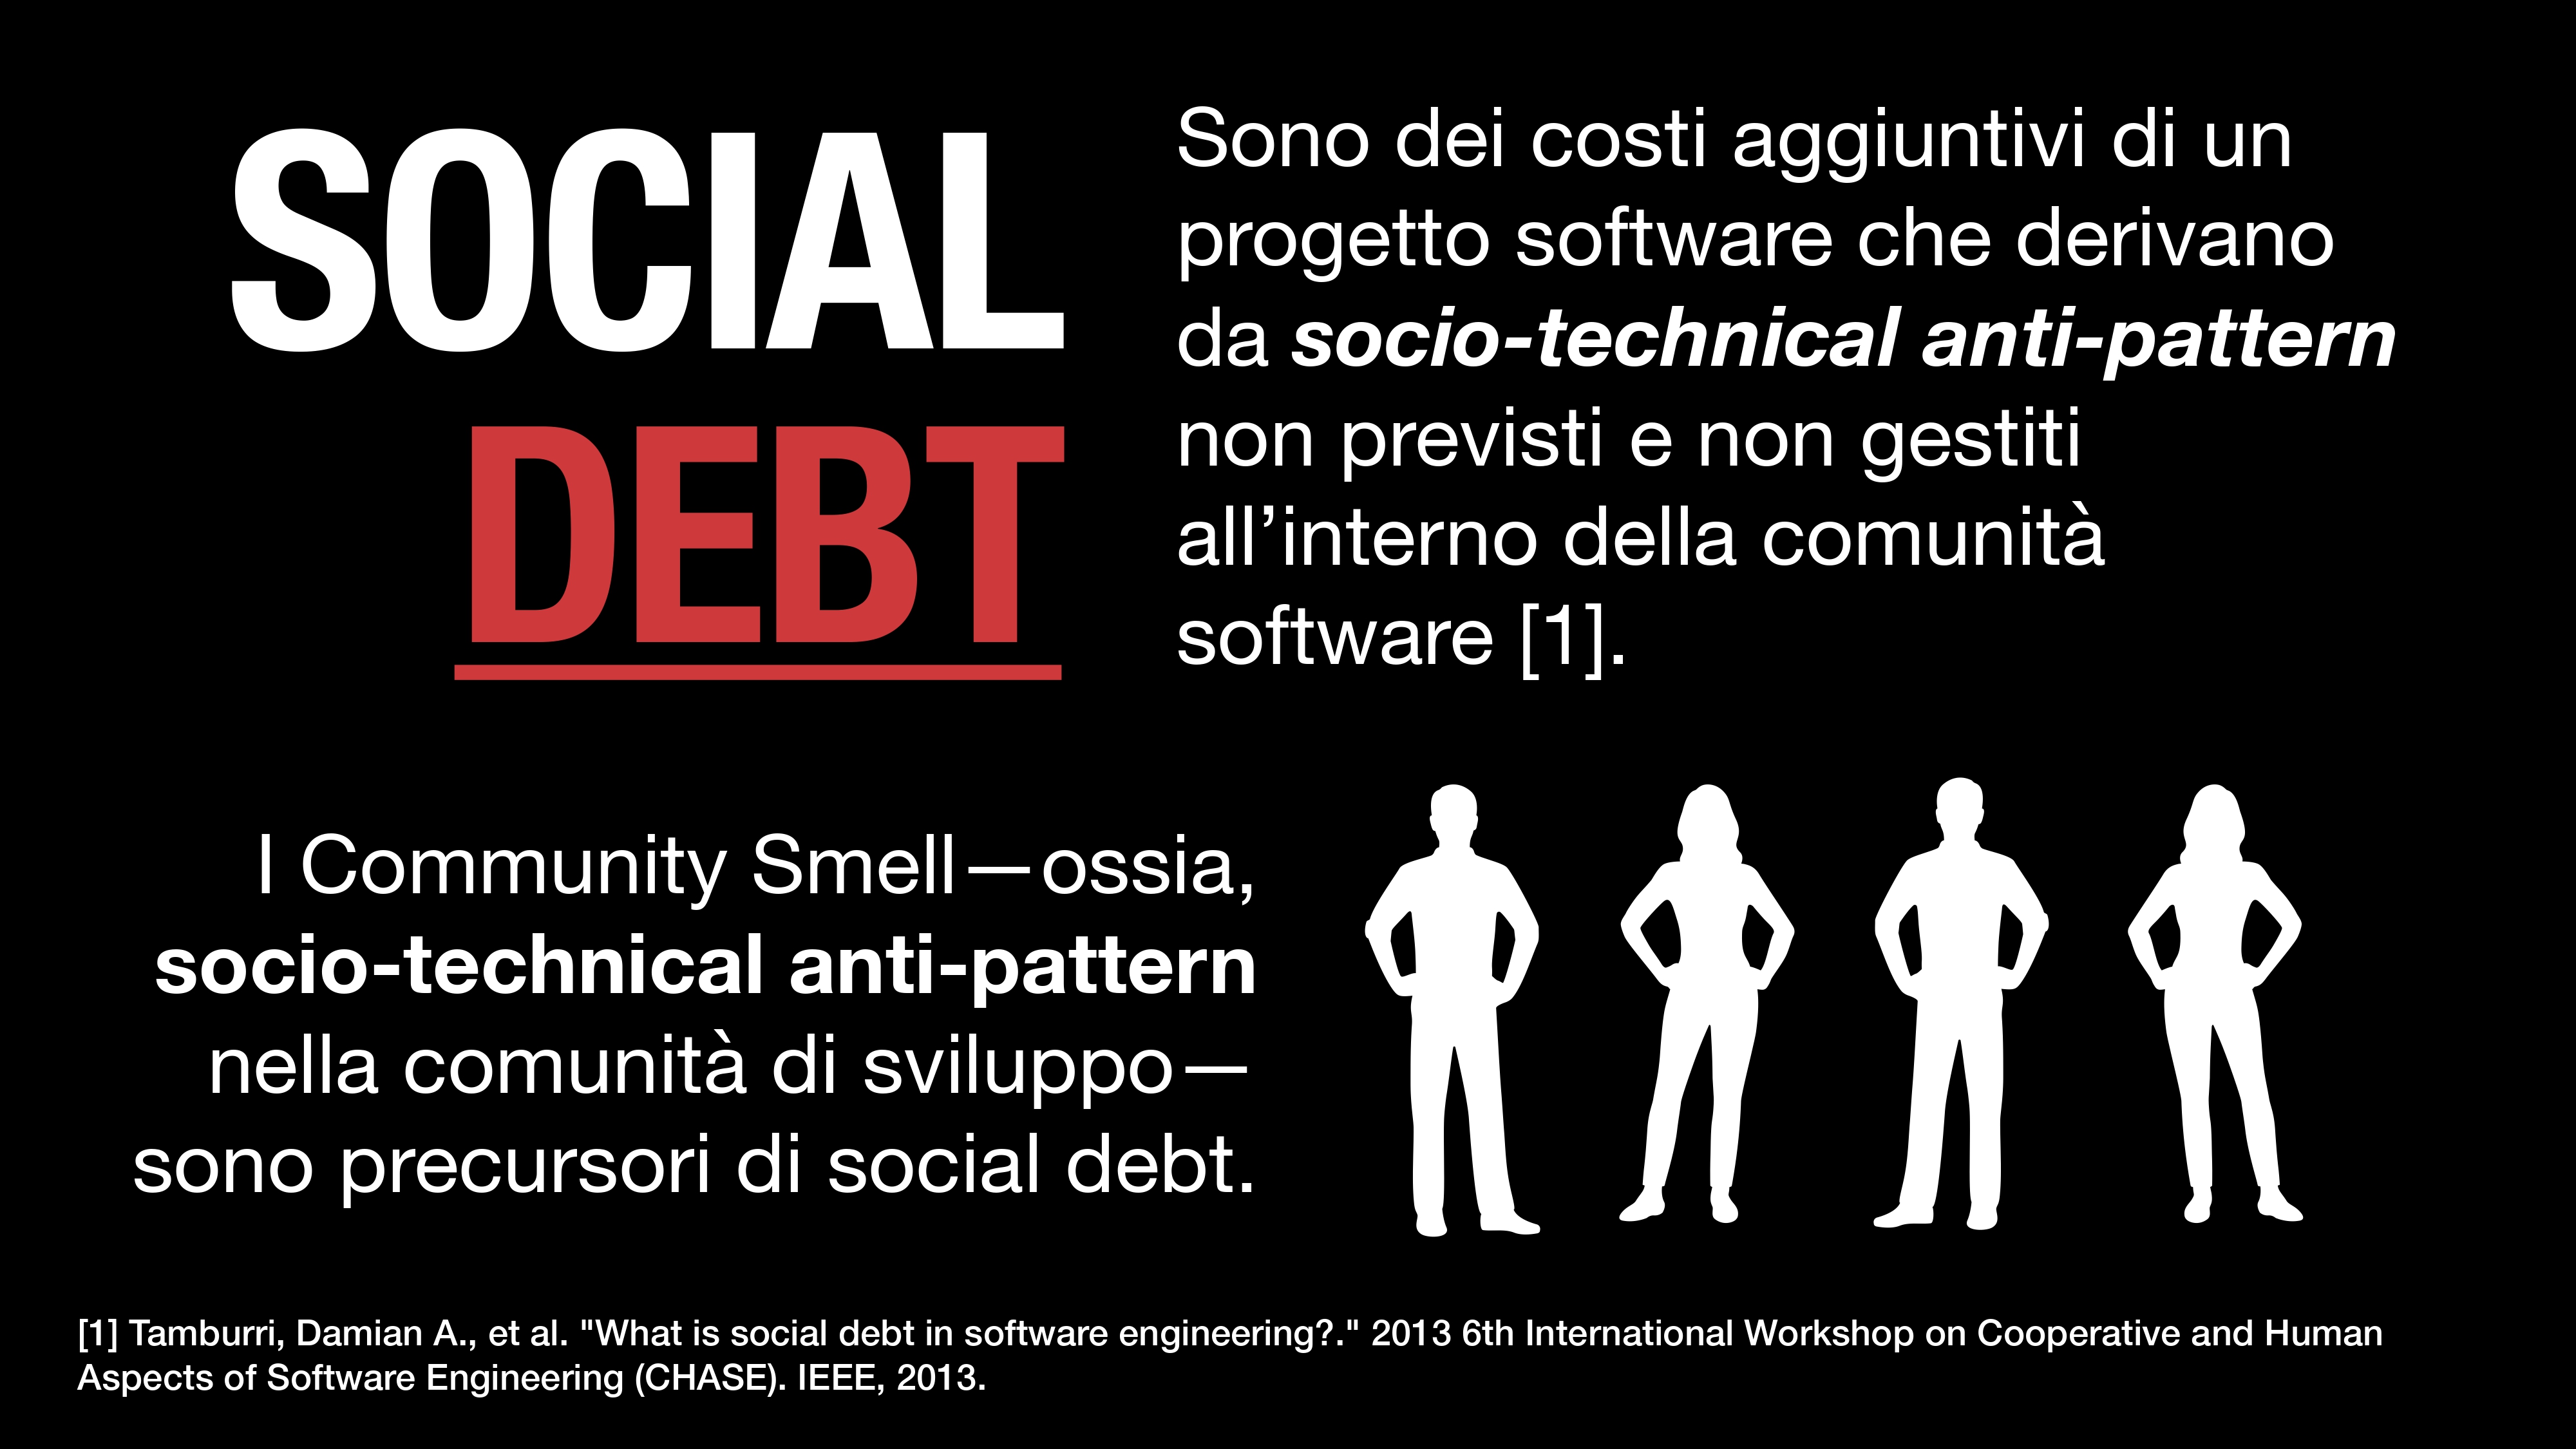 SOCIAL
DEBT
Sono dei costi aggiuntivi di un
progetto software che derivano
da socio-technical anti-pattern
non previsti e non gestiti
all’interno della comunità
software [1].
I Community Smell—ossia,
socio-technical anti-pattern
nella comunità di sviluppo—
sono precursori di social debt.
[1] Tamburri, Damian A., et al. "What is social debt in software engineering?." 2013 6th International Workshop on Cooperative and Human
Aspects of Software Engineering (CHASE). IEEE, 2013.